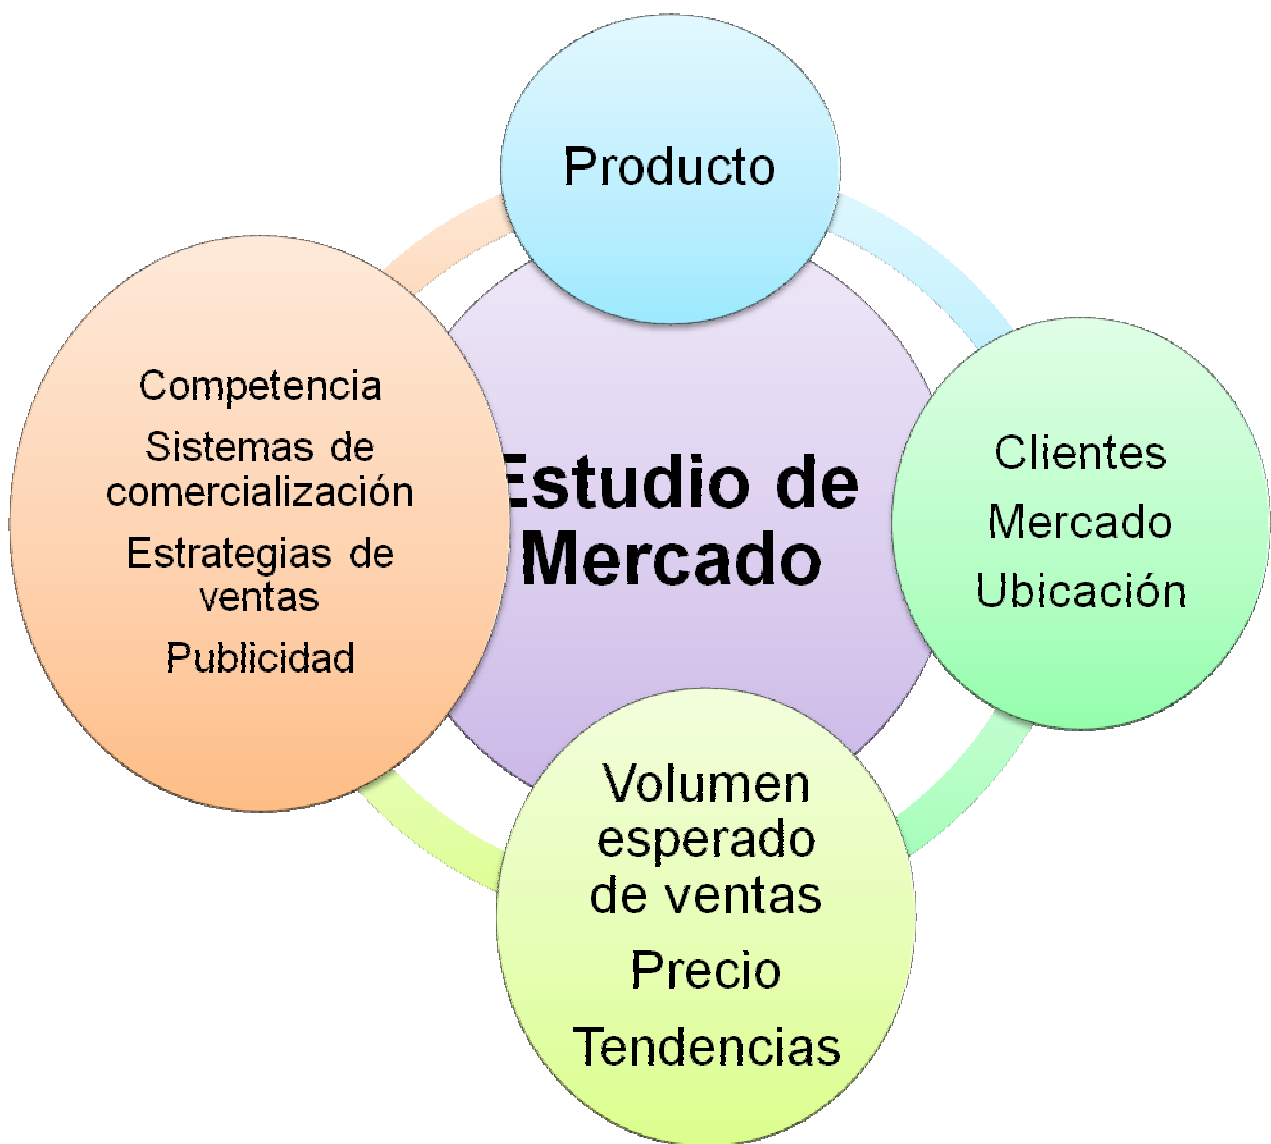 Producto
Competencia
Sistemas de
comercialización
Estrategias de
ventas
Publicidad
Estudio de
Mercado
Clientes
Mercado
Ubicación
Volumen
esperado
de ventas
Precio
Tendencias